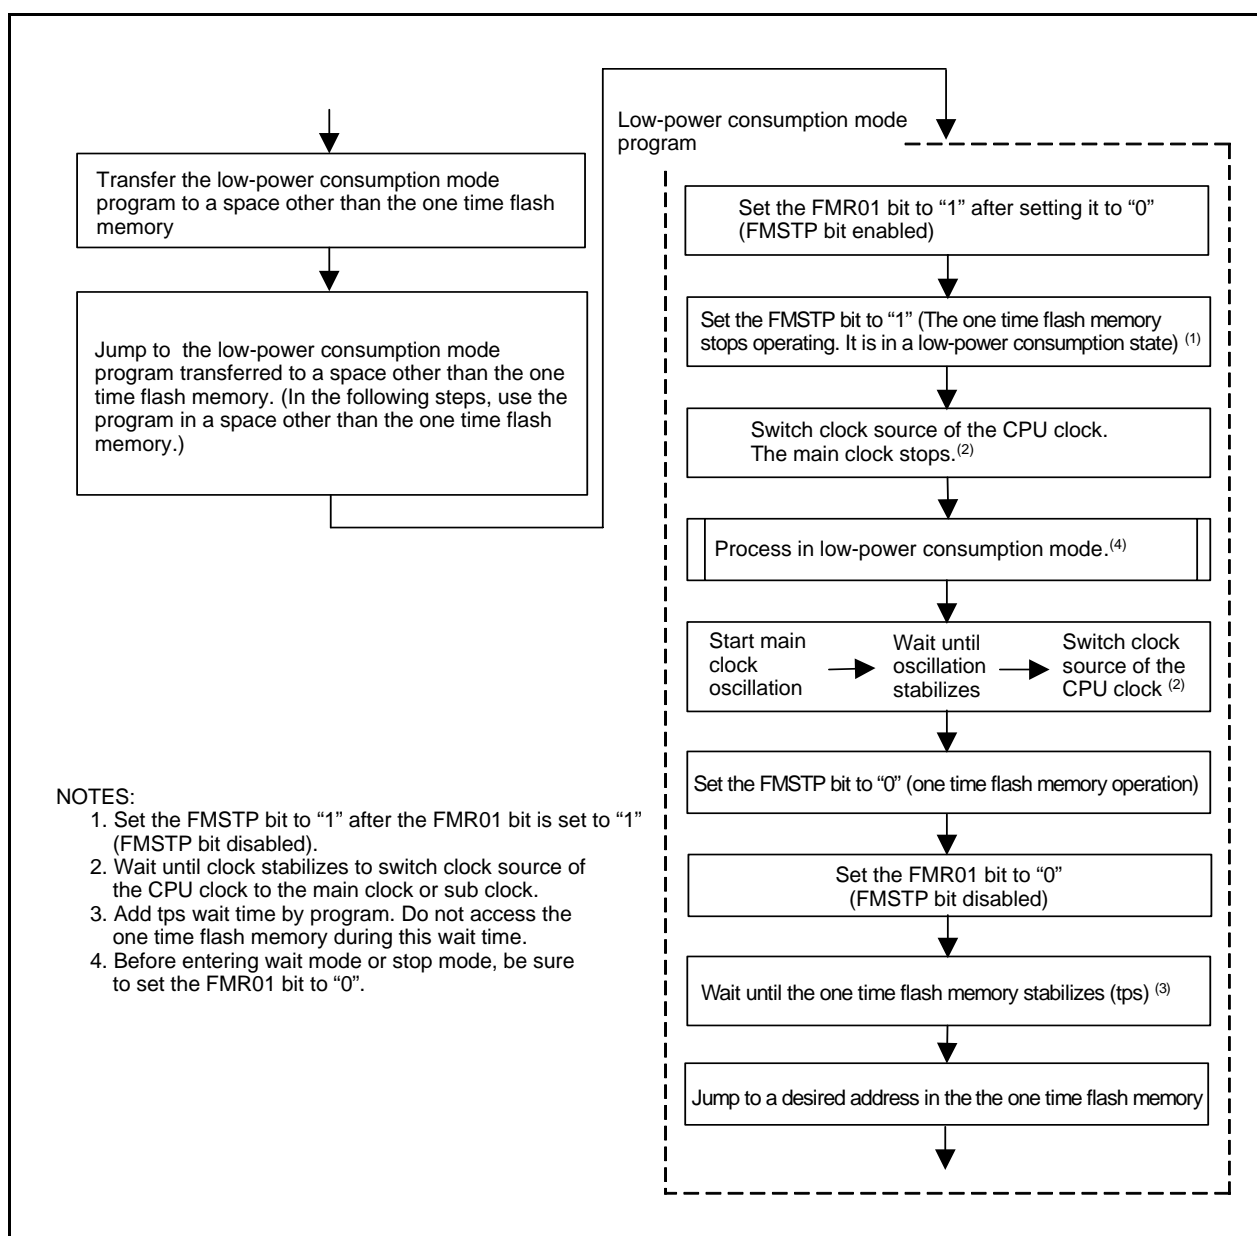 Transfer the low-power consumption mode
program to a space other than the one time flash
memory
Jump to the low-power consumption mode
program transferred to a space other than the one
time flash memory. (In the following steps, use the
program in a space other than the one time flash
memory.)
Low-power consumption mode
program
Set the FMR01 bit to “1” after setting it to “0”
(FMSTP bit enabled)
Set the FMSTP bit to “1” (The one time flash memory
stops operating. It is in a low-power consumption state) (1)
Switch clock source of the CPU clock.
The main clock stops.(2)
Process in low-power consumption mode.(4)
Start main
clock
oscillation
Wait until
oscillation
stabilizes
Switch clock
source of the
CPU clock (2)
Set the FMSTP bit to “0” (one time flash memory operation)
Set the FMR01 bit to “0”
(FMSTP bit disabled)
Wait until the one time flash memory stabilizes (tps) (3)
Jump to a desired address in the the one time flash memory
NOTES:
1. Set the FMSTP bit to “1” after the FMR01 bit is set to “1”
(FMSTP bit disabled).
2. Wait until clock stabilizes to switch clock source of
the CPU clock to the main clock or sub clock.
3. Add tps wait time by program. Do not access the
one time flash memory during this wait time.
4. Before entering wait mode or stop mode, be sure
to set the FMR01 bit to “0”.